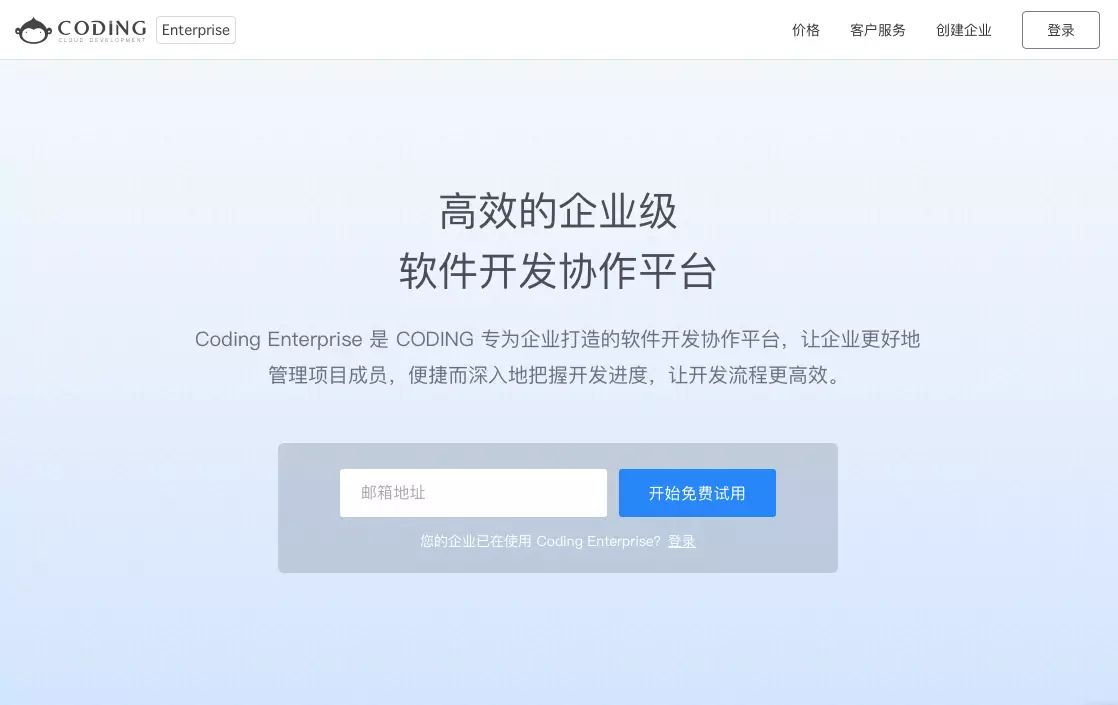 CODING
CLOUD DEVELOPMENT
Enterprise
价格
客户服务
创建企业
登录
高效的企业级
软件开发协作平台
Coding Enterprise 是 CODING 专为企业打造的软件开发协作平台，让企业更好地
管理项目成员，便捷而深入地把握开发进度，让开发流程更高效。
邮箱地址
开始免费试用
您的企业已在使用 Coding Enterprise? 登录